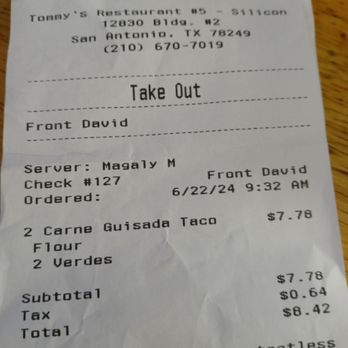 Tommy's Restaurant #5 - Silicon
12830 Bldg. #2
San Antonio, TX 78249
(210) 670-7019
Take Out
Front David
Server: Magaly M
Check #127 Front David
Ordered: 6/22/24 9:32 AM
2 Carne Guisada Taco $7.78
Flour
2 Verdes
Subtotal $7.78
Tax $0.64
Total $8.42